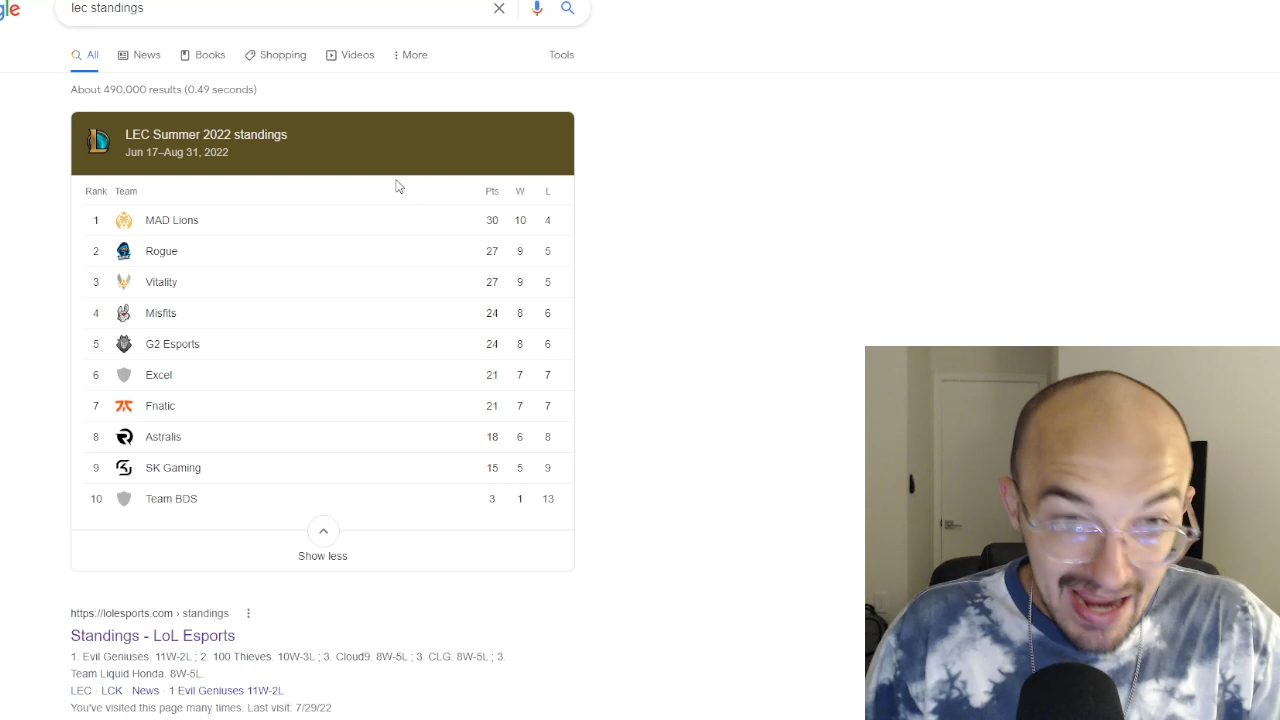 gle
lec standings
All News Books Shopping Videos More Tools
About 490,000 results (0.49 seconds)
LEC Summer 2022 standings
Jun 17–Aug 31, 2022
Rank Team Pts W L
1 MAD Lions 30 10 4
2 Rogue 27 9 5
3 Vitality 27 9 5
4 Misfits 24 8 6
5 G2 Esports 24 8 6
6 Excel 21 7 7
7 Fnatic 21 7 7
8 Astralis 18 6 8
9 SK Gaming 15 5 9
10 Team BDS 3 1 13
Show less
https://lolesports.com › standings
Standings - LoL Esports
1. Evil Geniuses. 11W-2L ; 2. 100 Thieves. 10W-3L ; 3. Cloud9. 8W-5L ; 3. CLG. 8W-5L ; 3.
Team Liquid Honda. 8W-5L.
LEC · LCK · News · 1 Evil Geniuses 11W-2L
You've visited this page many times. Last visit: 7/29/22